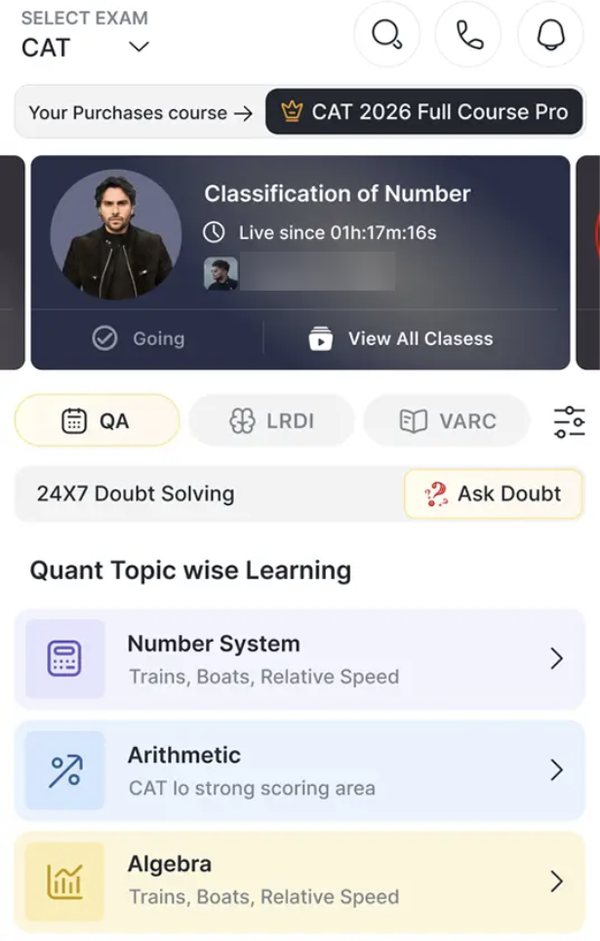 SELECT EXAM
CAT
Your Purchases course →
CAT 2026 Full Course Pro
Classification of Number
Live since 01h:17m:16s
Going
View All Clasess
QA
LRDI
VARC
24X7 Doubt Solving
Ask Doubt
Quant Topic wise Learning
Number System
Trains, Boats, Relative Speed
Arithmetic
CAT lo strong scoring area
Algebra
Trains, Boats, Relative Speed